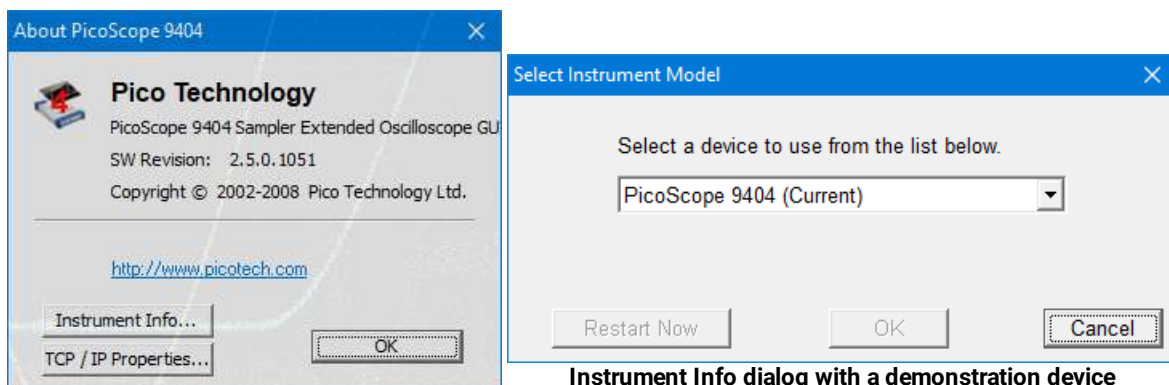 About PicoScope 9404
Pico Technology
PicoScope 9404 Sampler Extended Oscilloscope GU
SW Revision: 2.5.0.1051
Copyright © 2002-2008 Pico Technology Ltd.
http://www.picotech.com
Instrument Info...
OK
TCP / IP Properties...
Select Instrument Model
Select a device to use from the list below.
PicoScope 9404 (Current)
Restart Now
OK
Cancel
Instrument Info dialog with a demonstration device